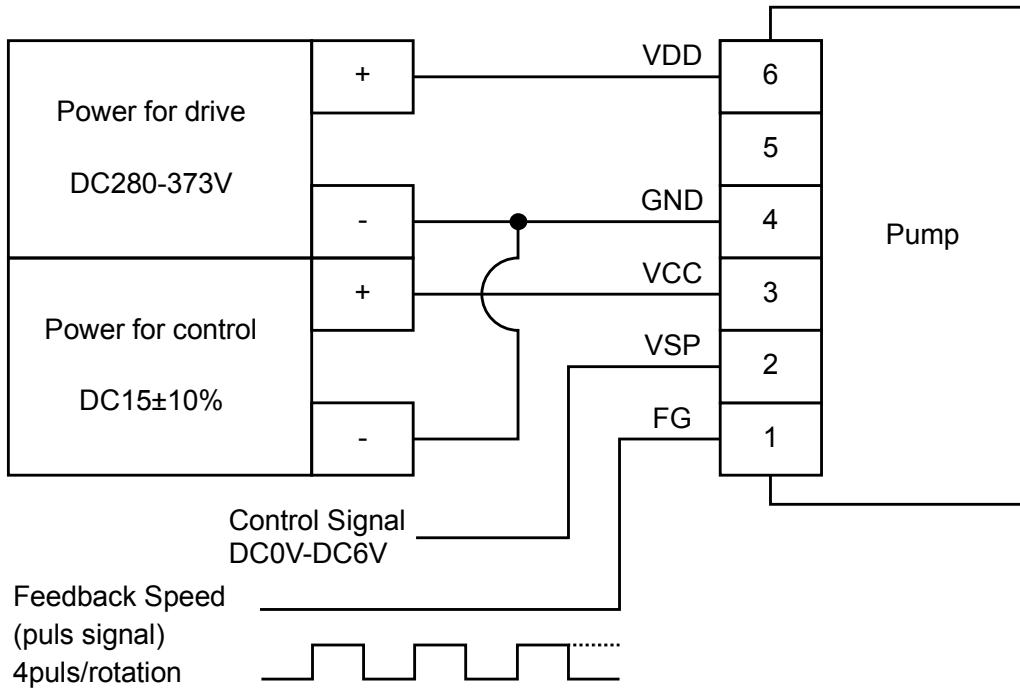 VDD
+
6
Power for drive
DC280-373V
5
GND
-
4
Pump
VCC
+
3
Power for control
VSP
2
DC15±10%
FG
-
1
Control Signal
DC0V-DC6V
Feedback Speed
(puls signal)
4puls/rotation